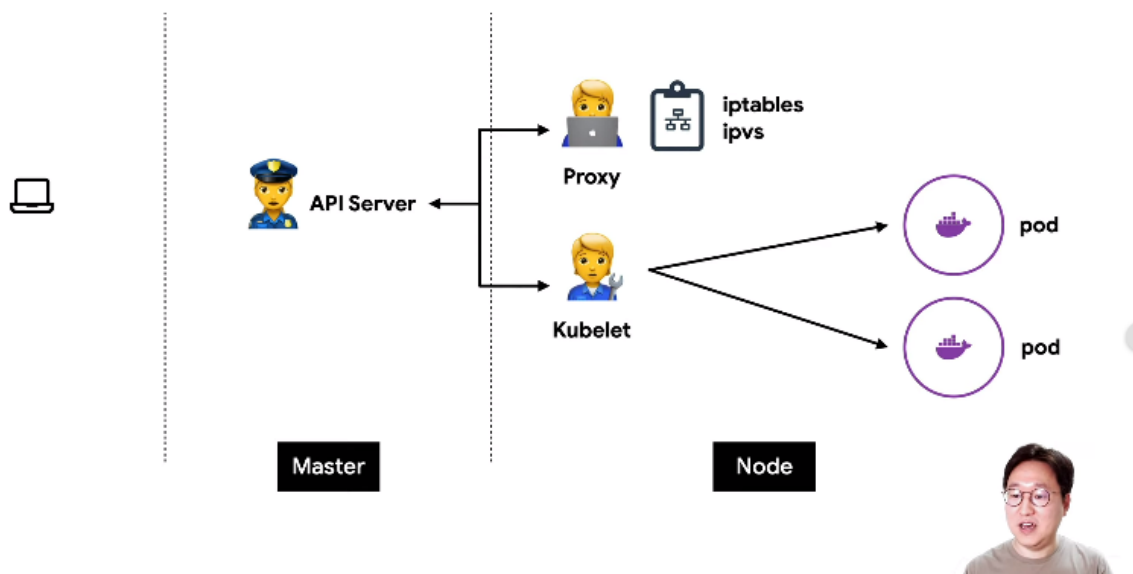 iptables
ipvs
Proxy
API Server
pod
Kubelet
pod
Master
Node